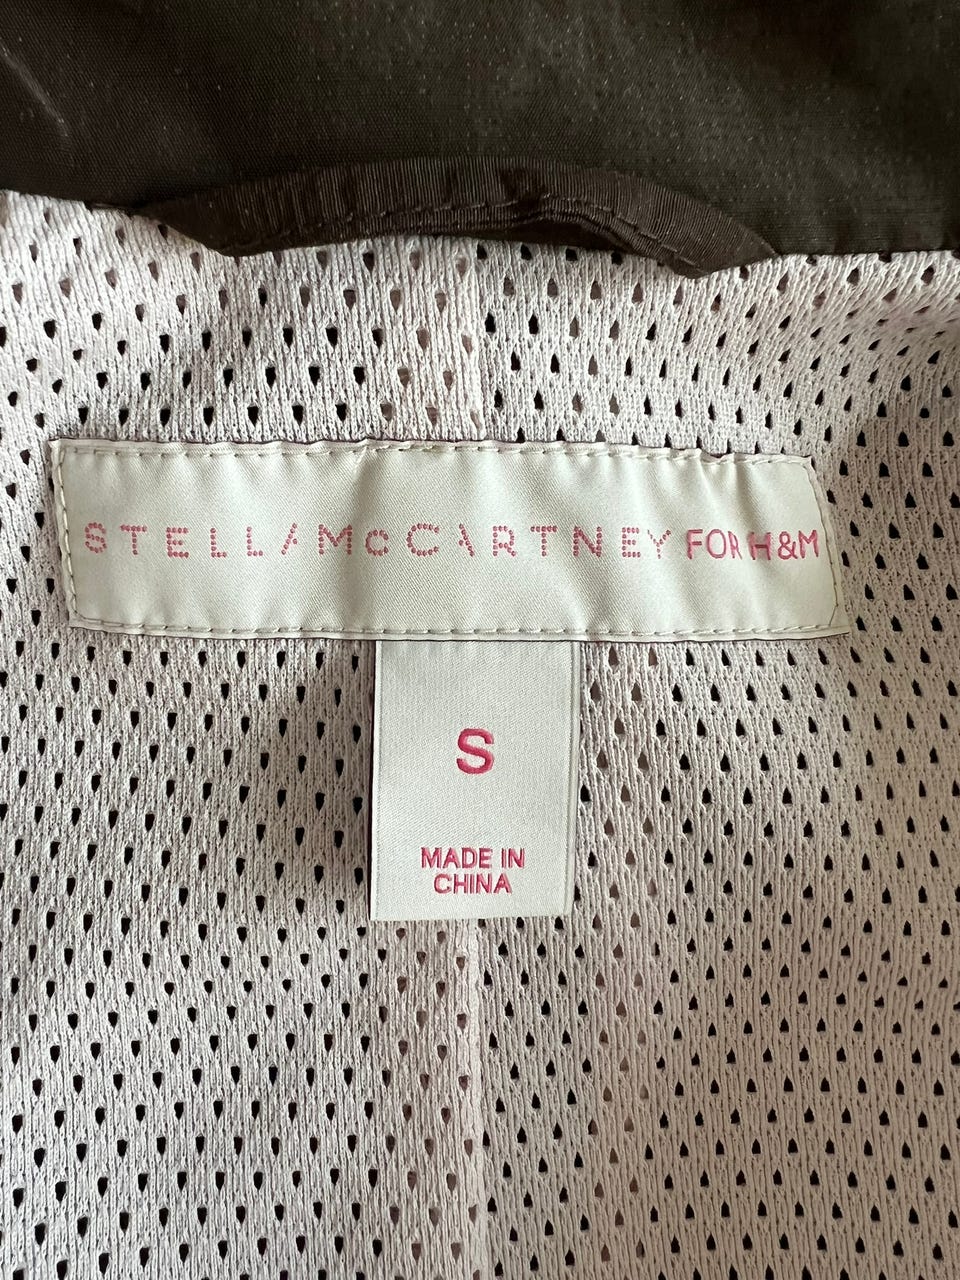 STELLA McCARTNEY FOR H&M
S
MADE IN
CHINA